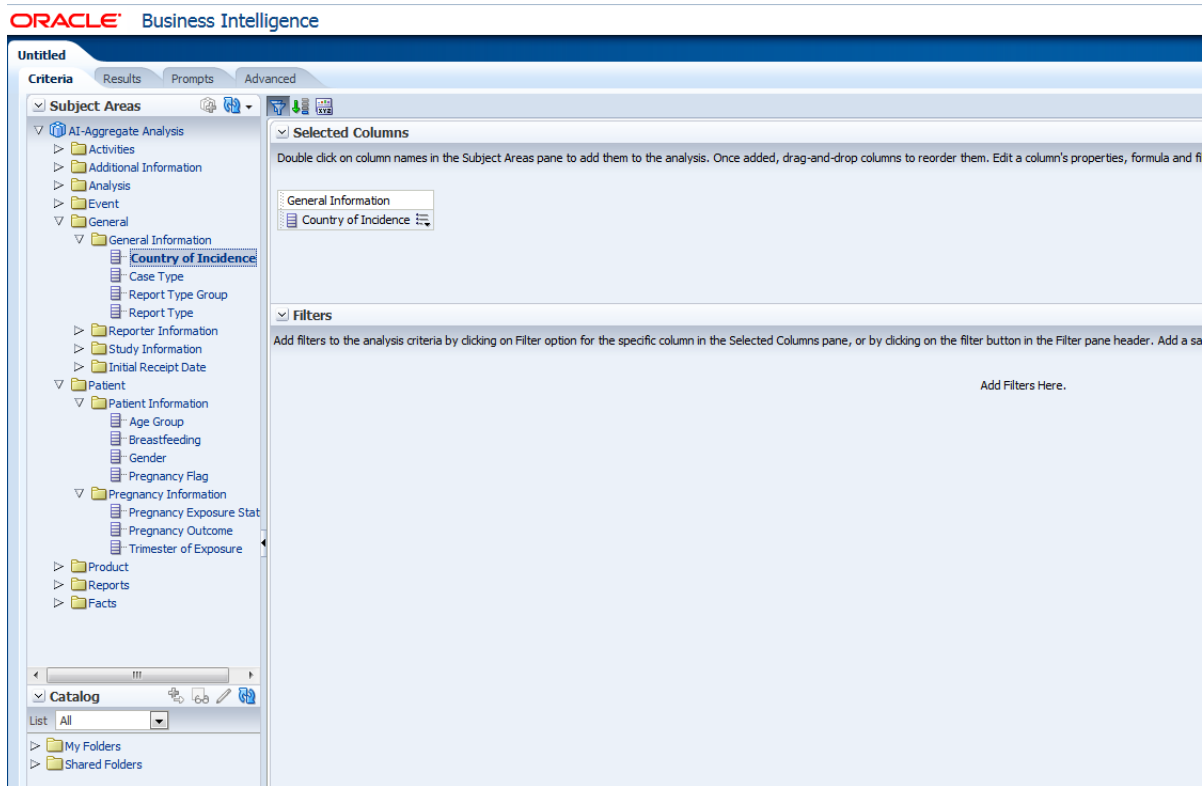 ORACLE Business Intelligence
Untitled
Criteria Results Prompts Advanced
Subject Areas
AI-Aggregate Analysis
Activities
Additional Information
Analysis
Event
General
General Information
Country of Incidence
Case Type
Report Type Group
Report Type
Reporter Information
Study Information
Initial Receipt Date
Patient
Patient Information
Age Group
Breastfeeding
Gender
Pregnancy Flag
Pregnancy Information
Pregnancy Exposure Stat
Pregnancy Outcome
Trimester of Exposure
Product
Reports
Facts
Catalog
List All
My Folders
Shared Folders
XYZ
Selected Columns
Double click on column names in the Subject Areas pane to add them to the analysis. Once added, drag-and-drop columns to reorder them. Edit a column's properties, formula and fi
General Information
Country of Incidence
Filters
Add filters to the analysis criteria by clicking on Filter option for the specific column in the Selected Columns pane, or by clicking on the filter button in the Filter pane header. Add a sa
Add Filters Here.